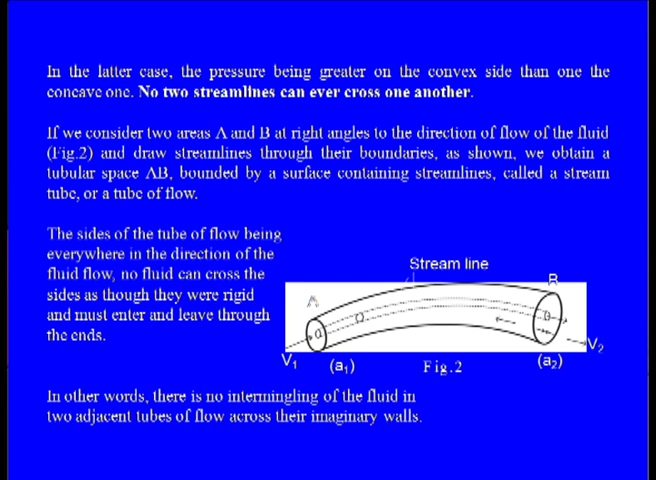 In the latter case, the pressure being greater on the convex side than one the
concave one. No two streamlines can ever cross one another.
If we consider two areas A and B at right angles to the direction of flow of the fluid
(Fig.2) and draw streamlines through their boundaries, as shown, we obtain a
tubular space AB, bounded by a surface containing streamlines, called a stream
tube, or a tube of flow.
The sides of the tube of flow being
everywhere in the direction of the
fluid flow, no fluid can cross the
sides as though they were rigid
and must enter and leave through
the ends.
Stream line
A
B
V₁
(a₁)
Fig.2
(a₂)
V₂
In other words, there is no intermingling of the fluid in
two adjacent tubes of flow across their imaginary walls.